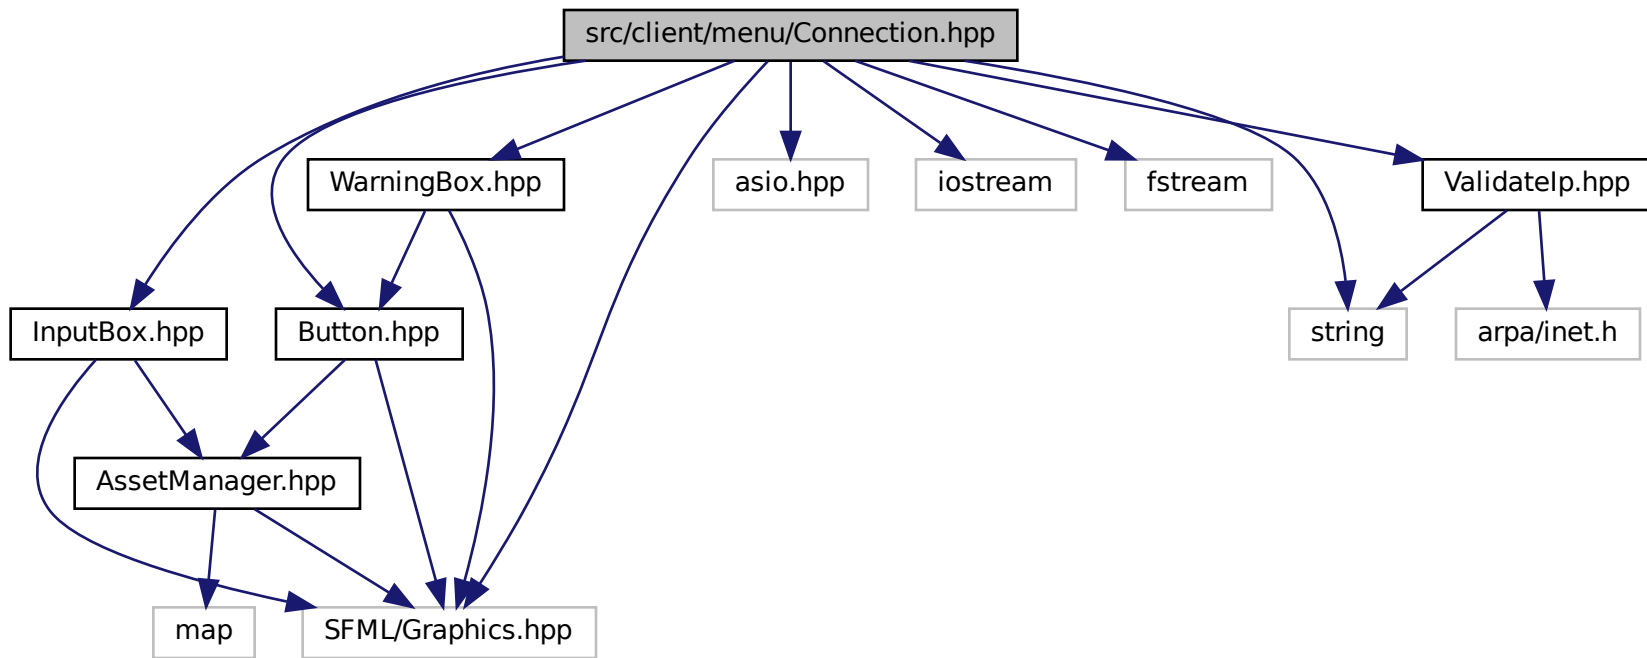 src/client/menu/Connection.hpp
WarningBox.hpp
asio.hpp
iostream
fstream
ValidateIp.hpp
InputBox.hpp
Button.hpp
string
arpa/inet.h
AssetManager.hpp
map
SFML/Graphics.hpp